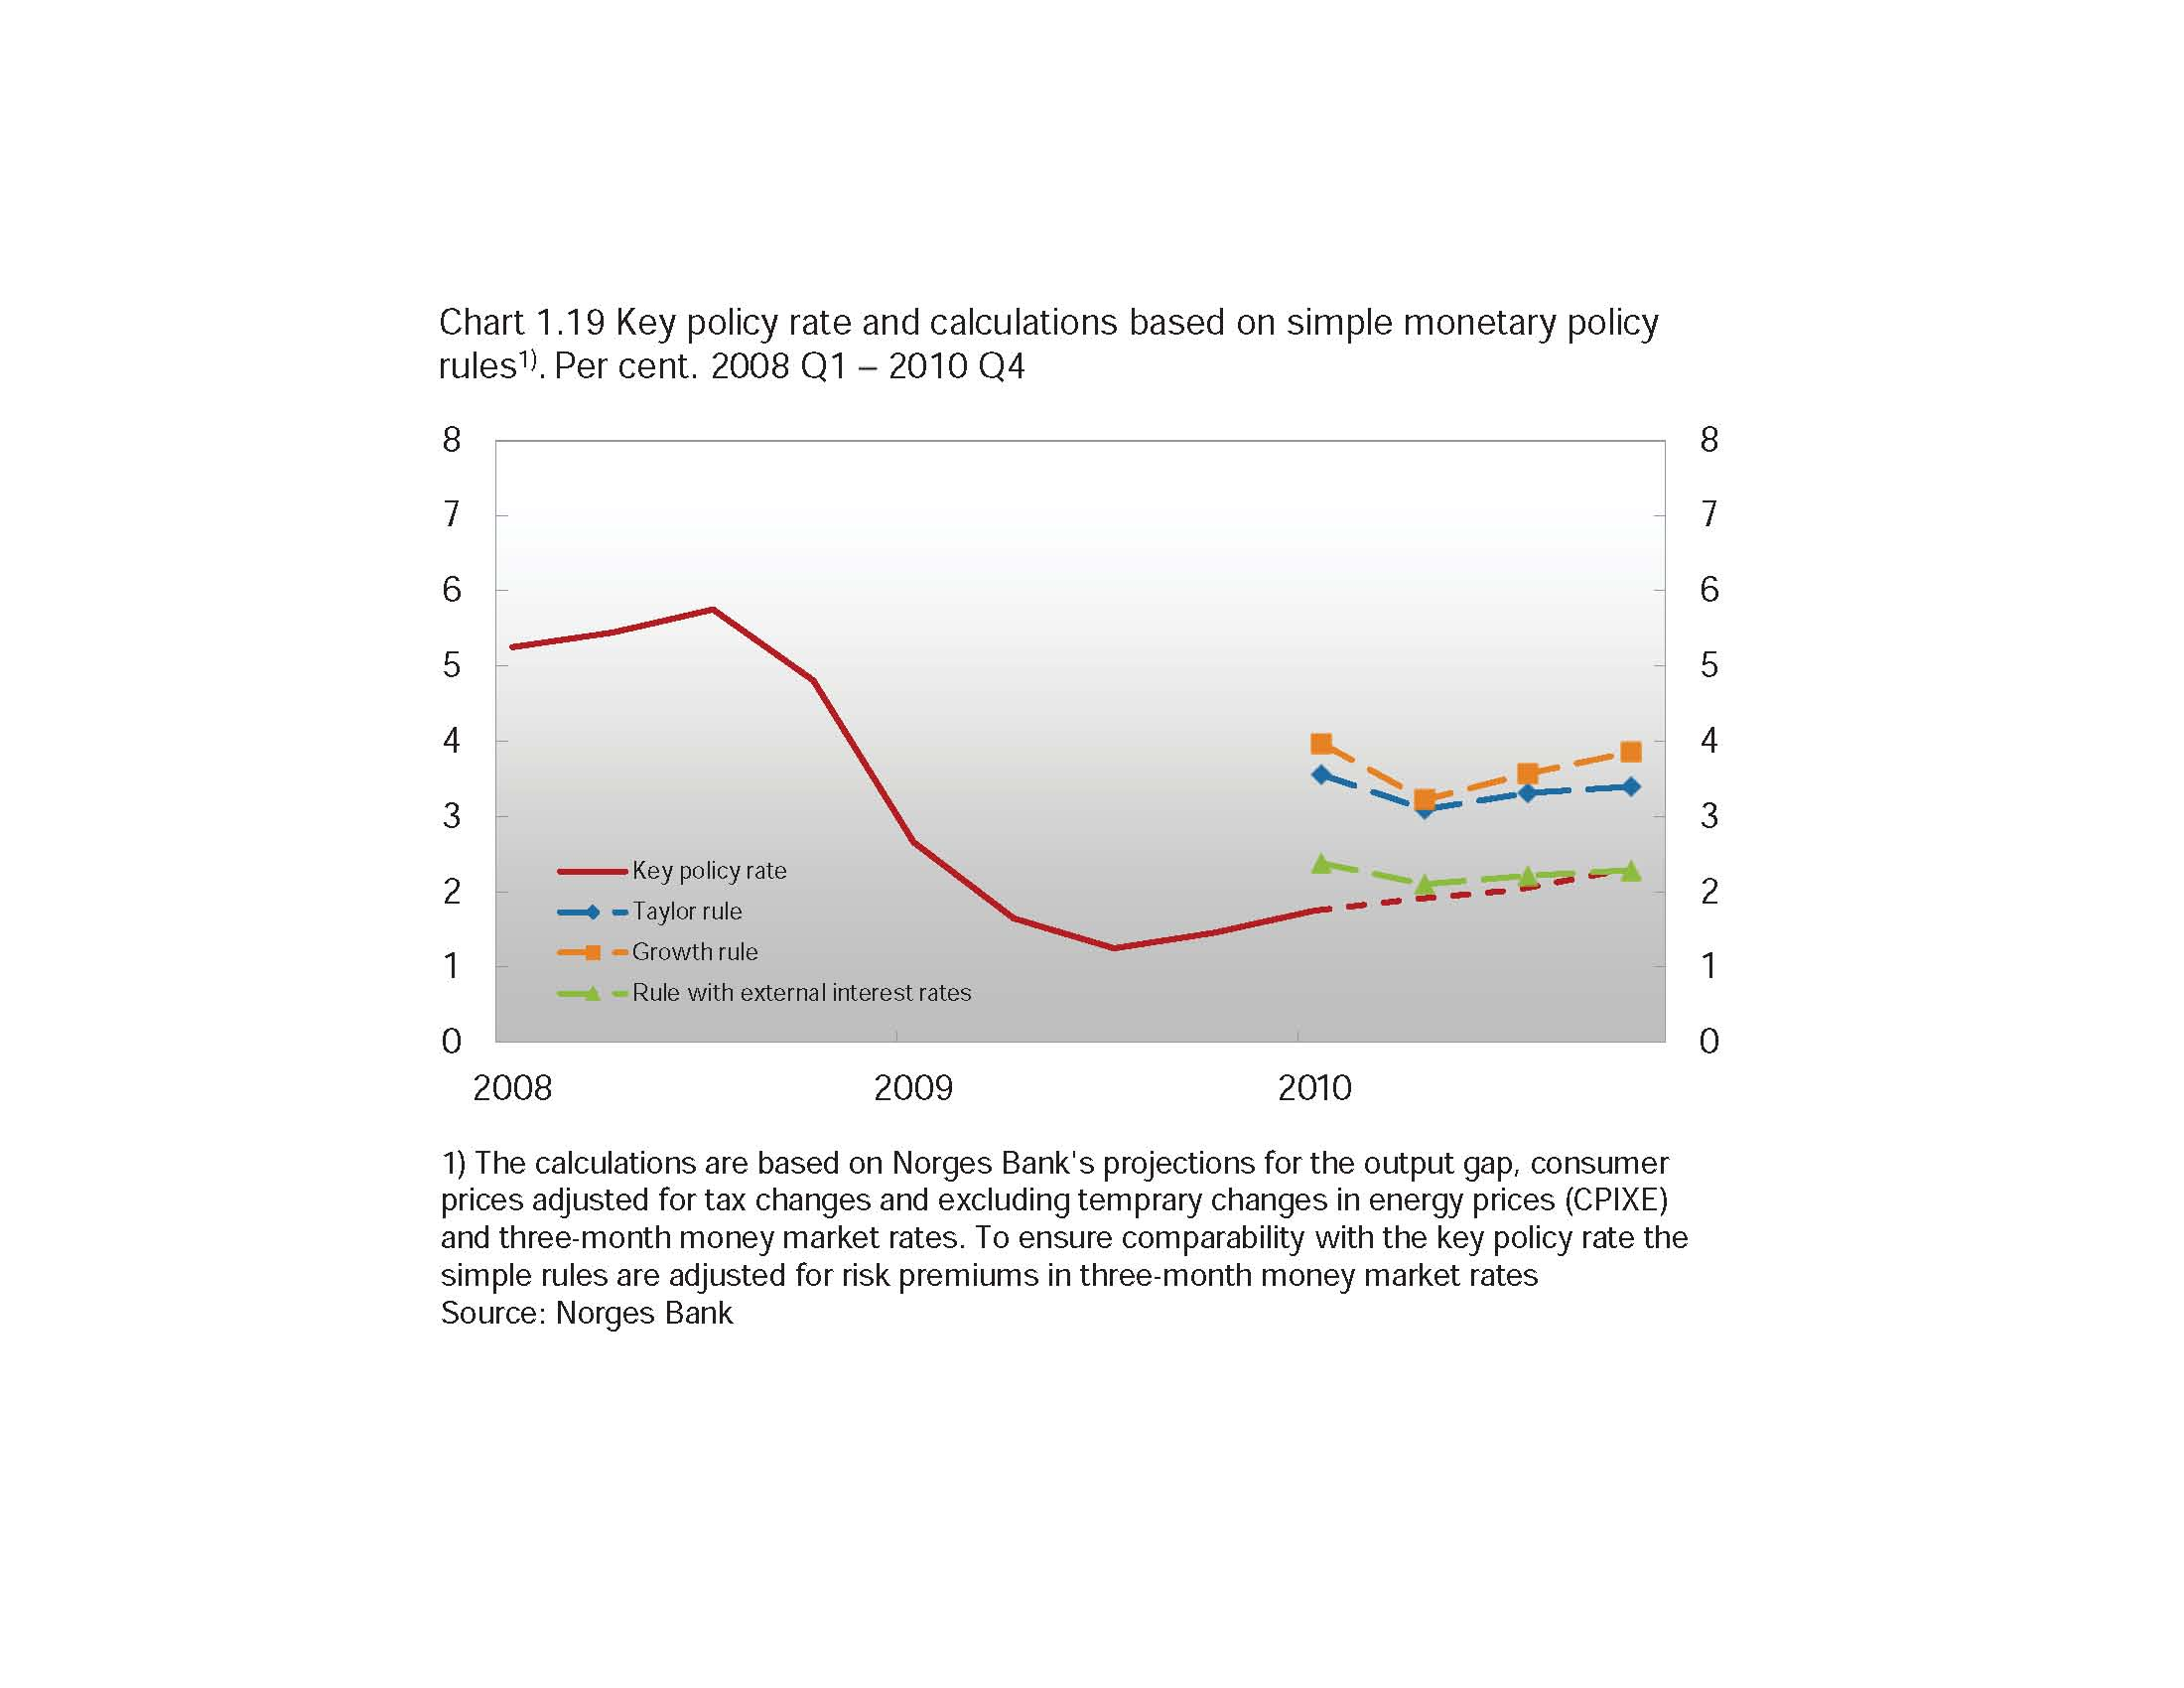 Chart 1.19 Key policy rate and calculations based on simple monetary policy
rules1). Per cent. 2008 Q1 – 2010 Q4
8 8
7 7
6 6
5 5
4 4
3 3
2 2
1 1
0 0
Key policy rate
Taylor rule
Growth rule
Rule with external interest rates
2008 2009 2010
1) The calculations are based on Norges Bank's projections for the output gap, consumer
prices adjusted for tax changes and excluding temprary changes in energy prices (CPIXE)
and three-month money market rates. To ensure comparability with the key policy rate the
simple rules are adjusted for risk premiums in three-month money market rates
Source: Norges Bank